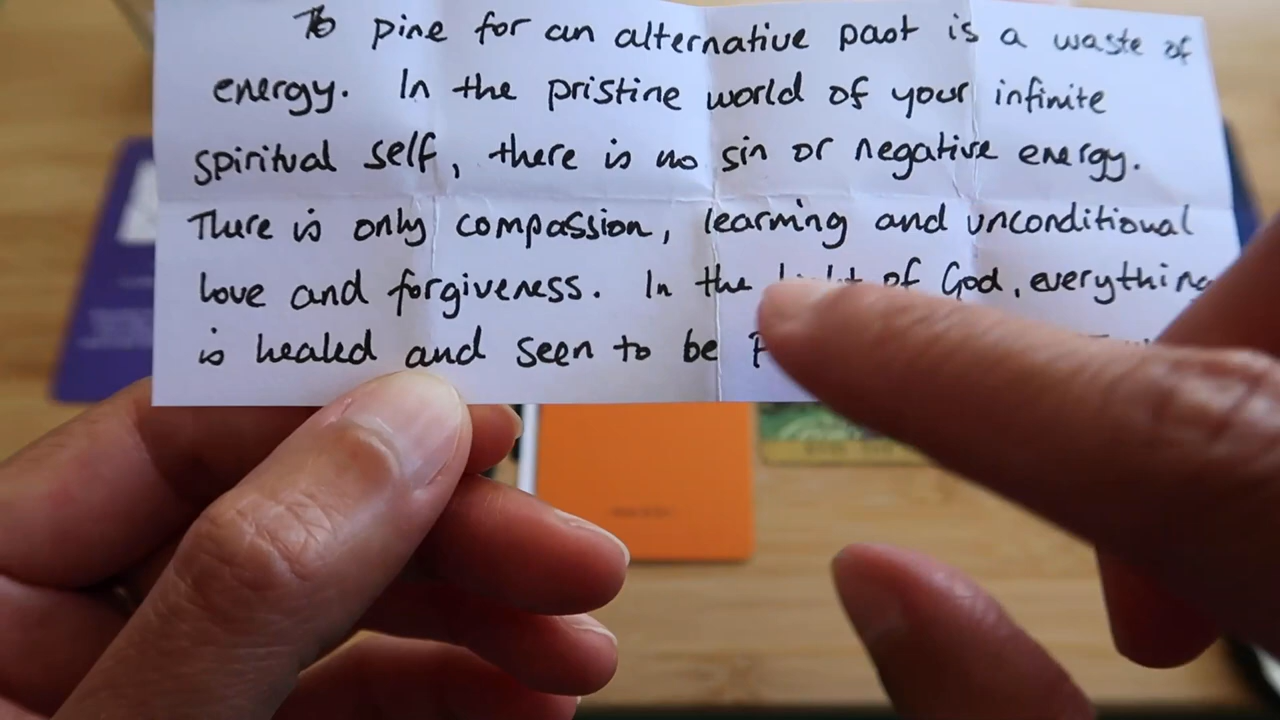 To pine for an alternative past is a waste of
energy. In the pristine world of your infinite
spiritual self, there is no sin or negative energy.
There is only compassion, learning and unconditional
love and forgiveness. In the light of God, everything
is healed and seen to be